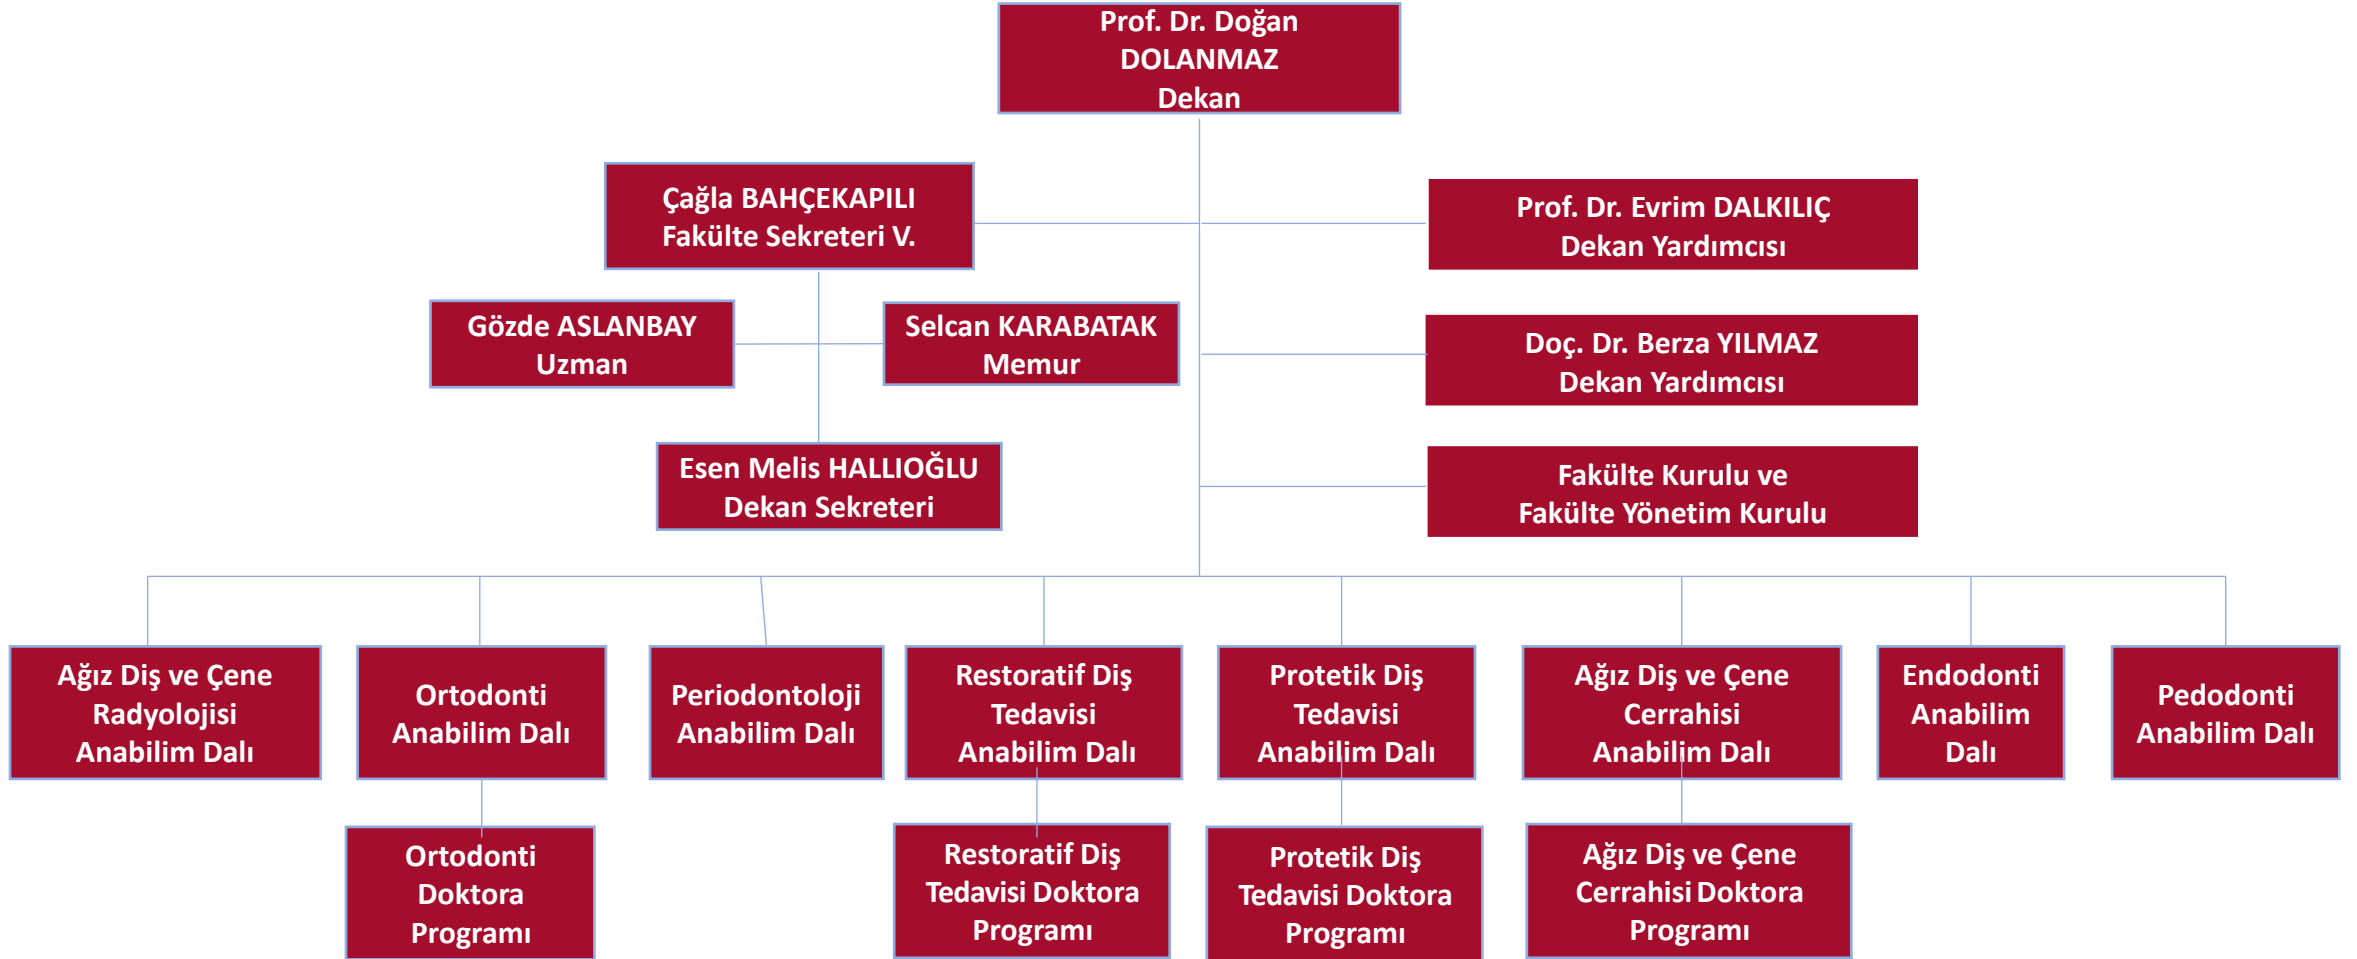 Prof. Dr. Doğan
DOLANMAZ
Dekan
Çağla BAHÇEKAPILI
Fakülte Sekreteri V.
Prof. Dr. Evrim DALKILIÇ
Dekan Yardımcısı
Gözde ASLANBAY
Uzman
Selcan KARABATAK
Memur
Doç. Dr. Berza YILMAZ
Dekan Yardımcısı
Esen Melis HALLIOĞLU
Dekan Sekreteri
Fakülte Kurulu ve
Fakülte Yönetim Kurulu
Ağız Diş ve Çene
Radyolojisi
Anabilim Dalı
Ortodonti
Anabilim Dalı
Periodontoloji
Anabilim Dalı
Restoratif Diş
Tedavisi
Anabilim Dalı
Protetik Diş
Tedavisi
Anabilim Dalı
Ağız Diş ve Çene
Cerrahisi
Anabilim Dalı
Endodonti
Anabilim
Dalı
Pedodonti
Anabilim Dalı
Ortodonti
Doktora
Programı
Restoratif Diş
Tedavisi Doktora
Programı
Protetik Diş
Tedavisi Doktora
Programı
Ağız Diş ve Çene
Cerrahisi Doktora
Programı